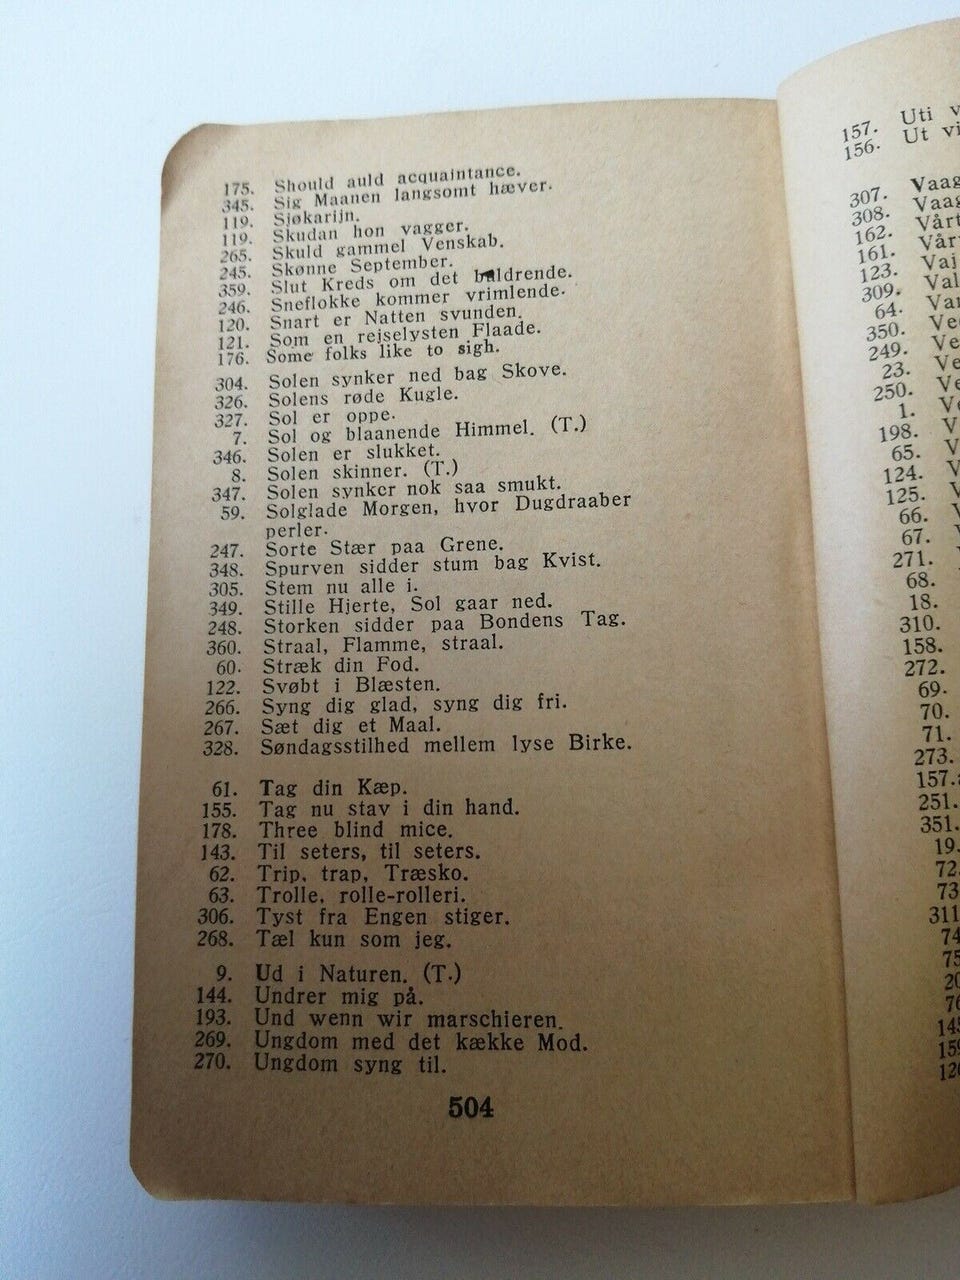 175. Should auld acquaintance.
345. Sig Maanen langsomt hæver.
119. Sjøkarijn.
119. Skudan hon vagger.
265. Skuld gammel Venskab.
245. Skønne September.
359. Slut Kreds om det buldrende.
246. Sneflokke kommer vrimlende.
120. Snart er Natten svunden.
121. Som en rejselysten Flaade.
176. Some folks like to sigh.
304. Solen synker ned bag Skove.
326. Solens røde Kugle.
327. Sol er oppe.
7. Sol og blaanende Himmel. (T.)
346. Solen er slukket.
8. Solen skinner. (T.)
347. Solen synker nok saa smukt.
59. Solglade Morgen, hvor Dugdraaber
perler.
247. Sorte Stær paa Grene.
348. Spurven sidder stum bag Kvist.
305. Stem nu alle i.
349. Stille Hjerte, Sol gaar ned.
248. Storken sidder paa Bondens Tag.
360. Straal, Flamme, straal.
60. Stræk din Fod.
122. Svøbt i Blæsten.
266. Syng dig glad, syng dig fri.
267. Sæt dig et Maal.
328. Søndagsstilhed mellem lyse Birke.
61. Tag din Kæp.
155. Tag nu stav i din hand.
178. Three blind mice.
143. Til seters, til seters.
62. Trip, trap, Træsko.
63. Trolle, rolle-rolleri.
306. Tyst fra Engen stiger.
268. Tæl kun som jeg.
9. Ud i Naturen. (T.)
144. Undrer mig på.
193. Und wenn wir marschieren.
269. Ungdom med det kække Mod.
270. Ungdom syng til.
504
157. Uti
156. Ut
307.
308.
162.
161.
123.
309.
64.
350.
249.
23.
250.
1.
198.
65.
124.
125.
66.
67.
271.
68.
18.
310.
158.
272.
69.
70.
71.
273.
251.
351.
19.
72.
73
311
74
75